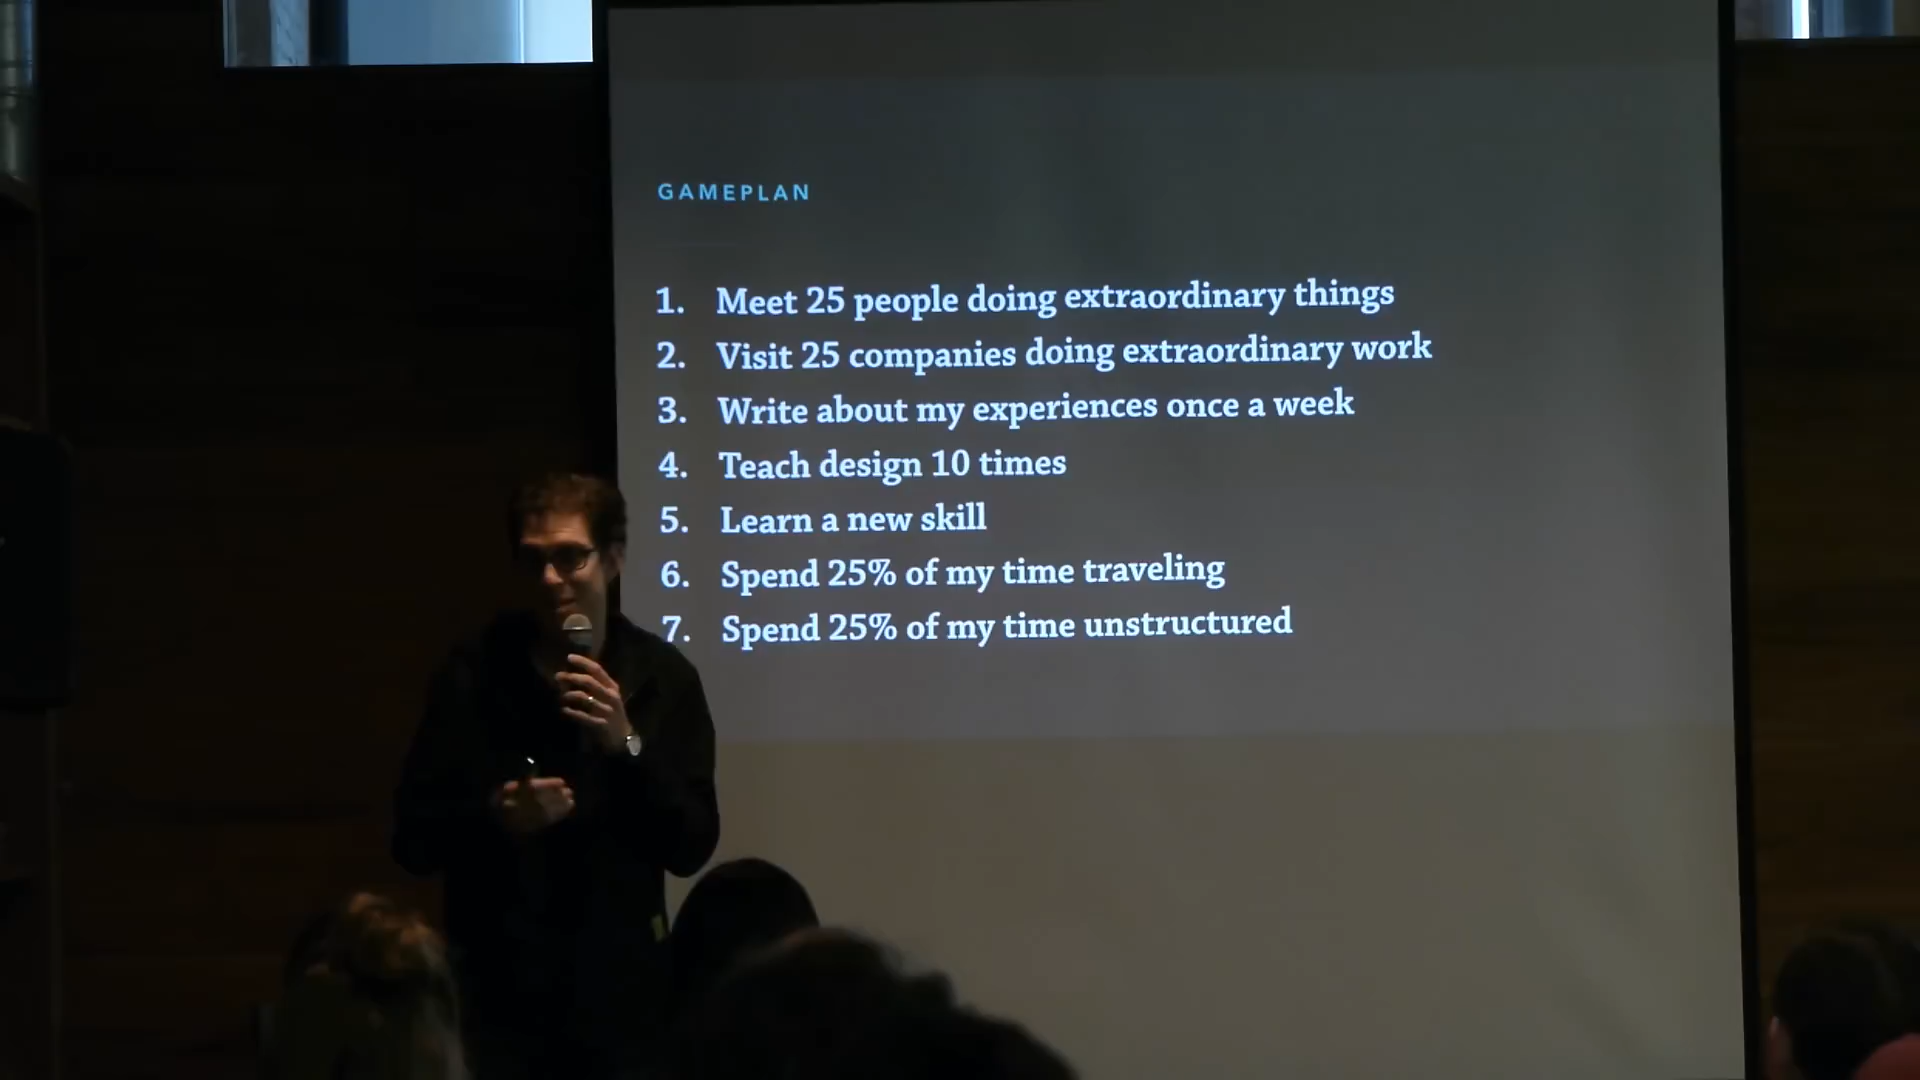 GAMEPLAN
1. Meet 25 people doing extraordinary things
2. Visit 25 companies doing extraordinary work
3. Write about my experiences once a week
4. Teach design 10 times
5. Learn a new skill
6. Spend 25% of my time traveling
7. Spend 25% of my time unstructured